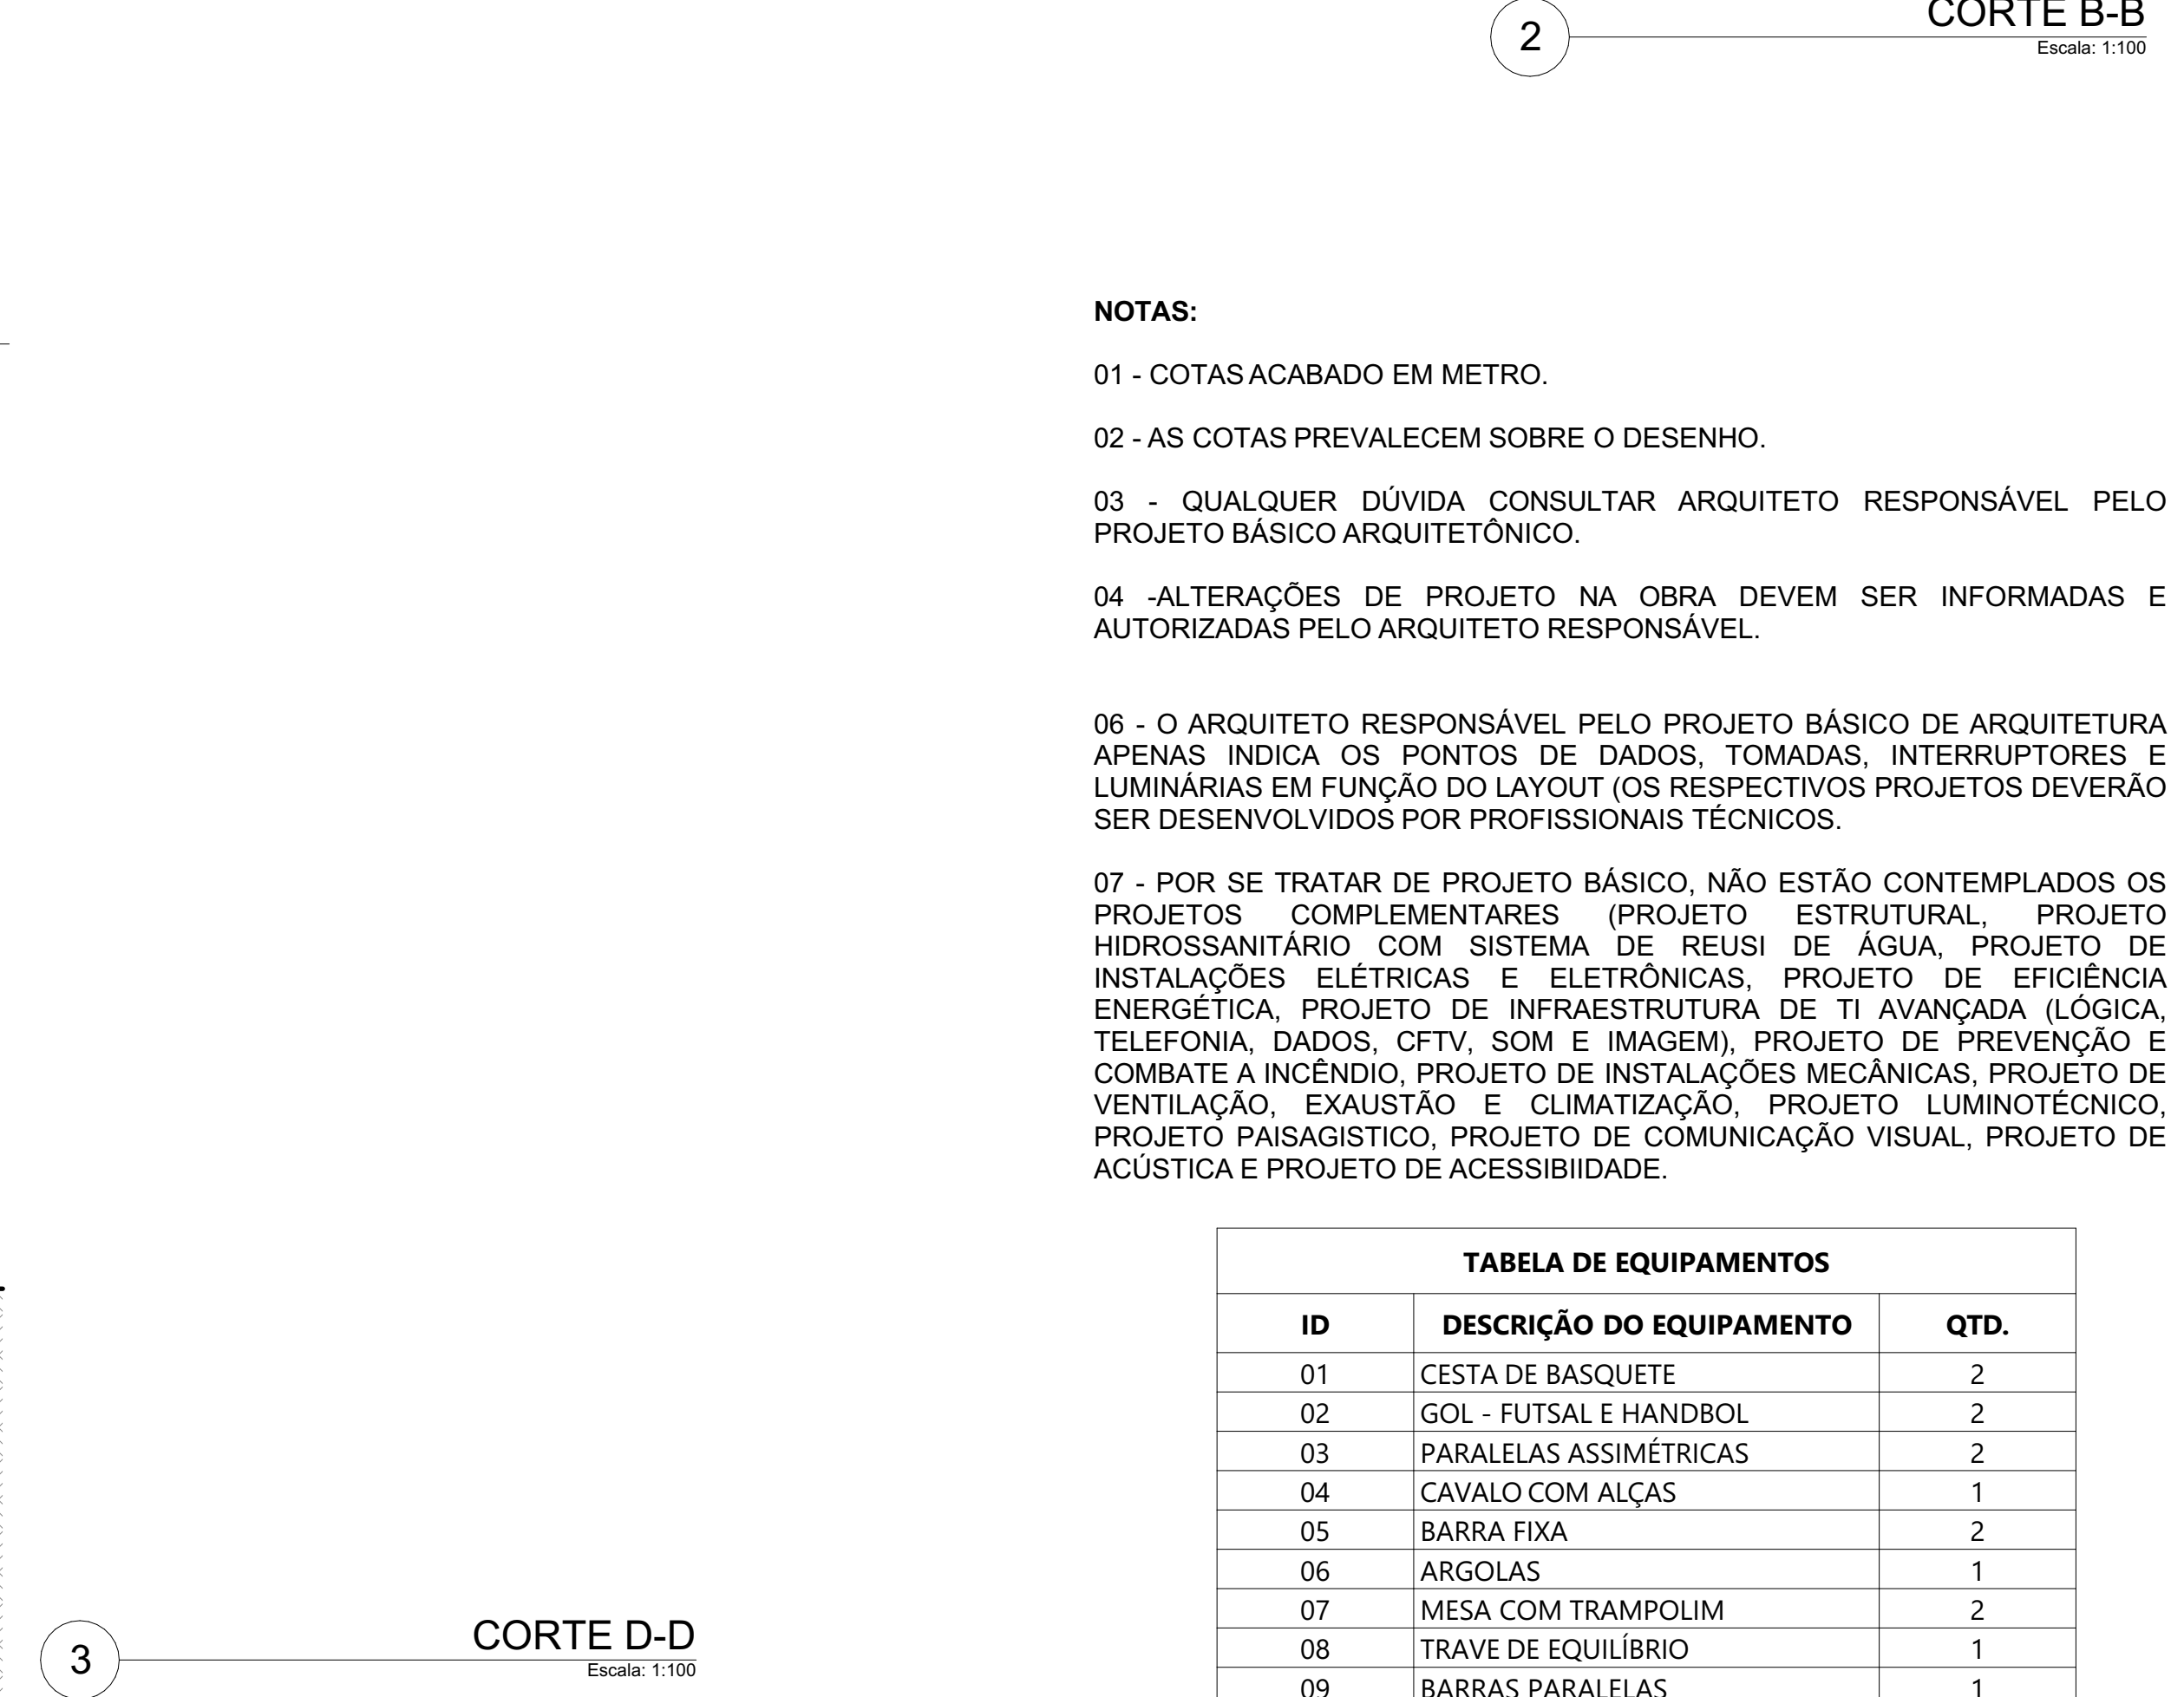 2
CORTE B-B
Escala: 1:100
NOTAS:
01 - COTAS ACABADO EM METRO.
02 - AS COTAS PREVALECEM SOBRE O DESENHO.
03 - QUALQUER DÚVIDA CONSULTAR ARQUITETO RESPONSÁVEL PELO
PROJETO BÁSICO ARQUITETÔNICO.
04 -ALTERAÇÕES DE PROJETO NA OBRA DEVEM SER INFORMADAS E
AUTORIZADAS PELO ARQUITETO RESPONSÁVEL.
06 - O ARQUITETO RESPONSÁVEL PELO PROJETO BÁSICO DE ARQUITETURA
APENAS INDICA OS PONTOS DE DADOS, TOMADAS, INTERRUPTORES E
LUMINÁRIAS EM FUNÇÃO DO LAYOUT (OS RESPECTIVOS PROJETOS DEVERÃO
SER DESENVOLVIDOS POR PROFISSIONAIS TÉCNICOS.
07 - POR SE TRATAR DE PROJETO BÁSICO, NÃO ESTÃO CONTEMPLADOS OS
PROJETOS COMPLEMENTARES (PROJETO ESTRUTURAL, PROJETO
HIDROSSANITÁRIO COM SISTEMA DE REUSI DE ÁGUA, PROJETO DE
INSTALAÇÕES ELÉTRICAS E ELETRÔNICAS, PROJETO DE EFICIÊNCIA
ENERGÉTICA, PROJETO DE INFRAESTRUTURA DE TI AVANÇADA (LÓGICA,
TELEFONIA, DADOS, CFTV, SOM E IMAGEM), PROJETO DE PREVENÇÃO E
COMBATE A INCÊNDIO, PROJETO DE INSTALAÇÕES MECÂNICAS, PROJETO DE
VENTILAÇÃO, EXAUSTÃO E CLIMATIZAÇÃO, PROJETO LUMINOTÉCNICO,
PROJETO PAISAGISTICO, PROJETO DE COMUNICAÇÃO VISUAL, PROJETO DE
ACÚSTICA E PROJETO DE ACESSIBIIDADE.
TABELA DE EQUIPAMENTOS
ID DESCRIÇÃO DO EQUIPAMENTO QTD.
01 CESTA DE BASQUETE 2
02 GOL - FUTSAL E HANDBOL 2
03 PARALELAS ASSIMÉTRICAS 2
04 CAVALO COM ALÇAS 1
05 BARRA FIXA 2
06 ARGOLAS 1
07 MESA COM TRAMPOLIM 2
08 TRAVE DE EQUILÍBRIO 1
09 BARRAS PARALELAS 1
3
CORTE D-D
Escala: 1:100